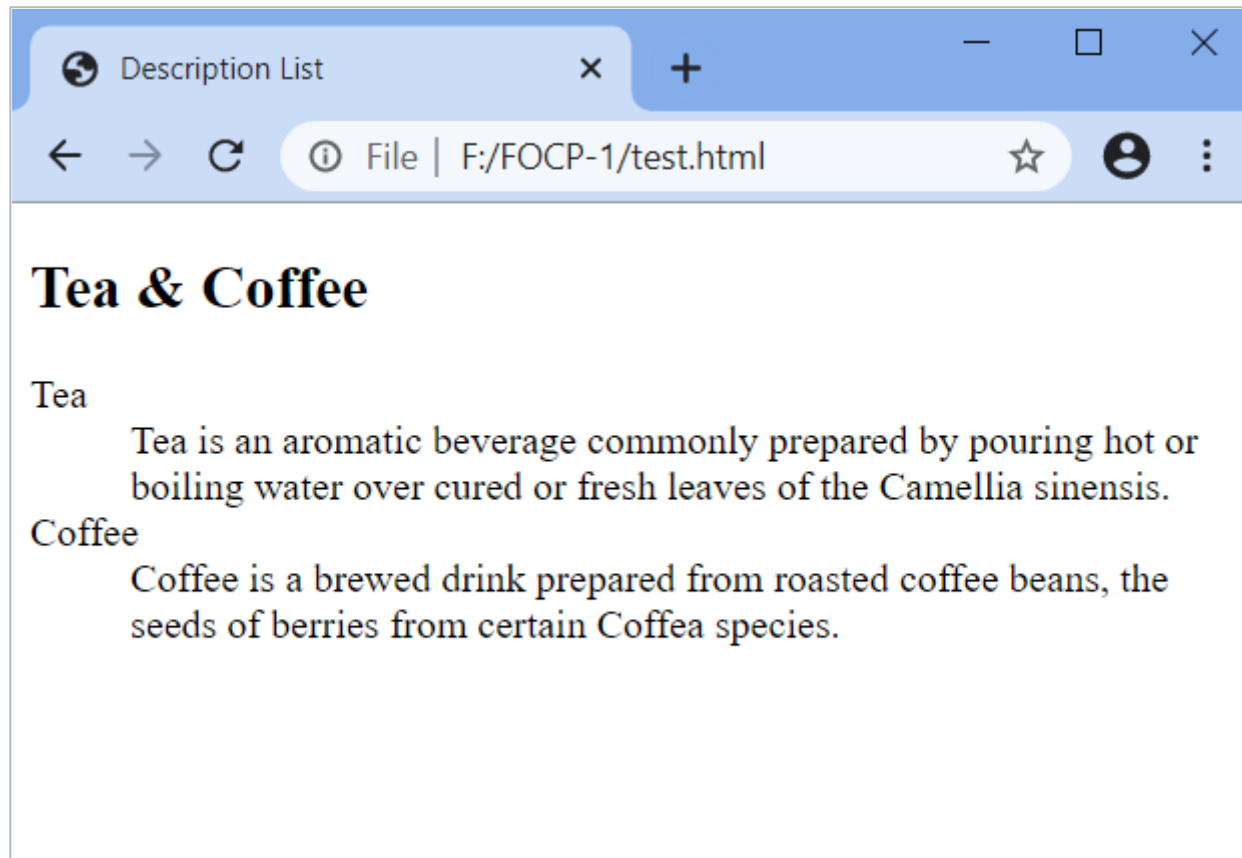 Description List
File | F:/FOCP-1/test.html
Tea & Coffee
Tea
Tea is an aromatic beverage commonly prepared by pouring hot or
boiling water over cured or fresh leaves of the Camellia sinensis.
Coffee
Coffee is a brewed drink prepared from roasted coffee beans, the
seeds of berries from certain Coffea species.